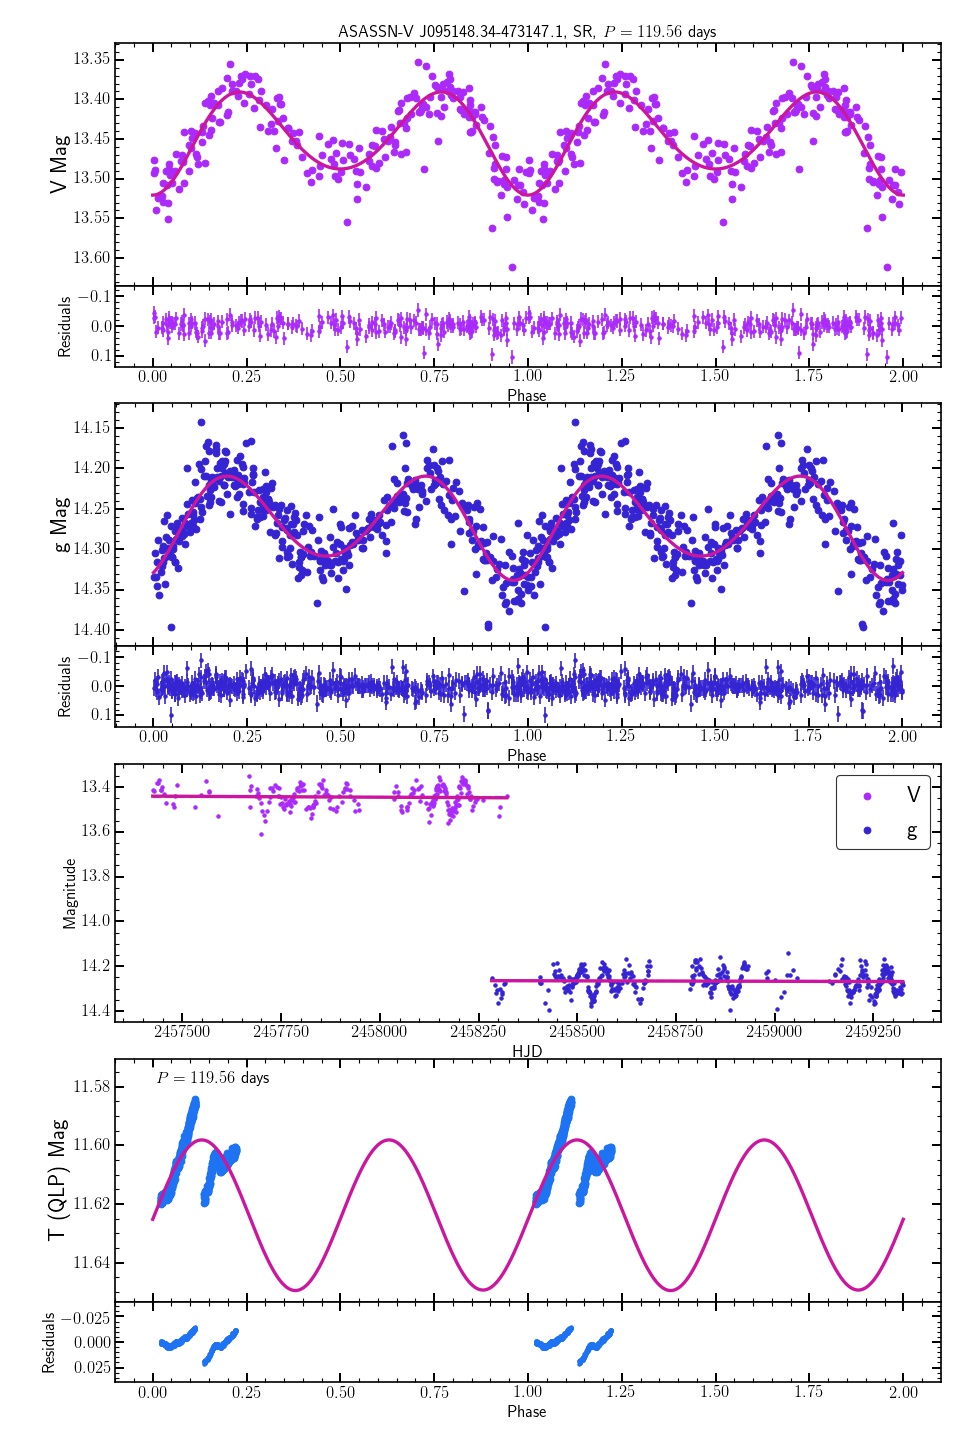 ASASSN-V J095148.34-473147.1, SR, P = 119.56 days
V Mag
13.35
13.40
13.45
13.50
13.55
13.60
Residuals
−0.1
0.0
0.1
0.00 0.25 0.50 0.75 1.00 1.25 1.50 1.75 2.00
Phase
g Mag
14.15
14.20
14.25
14.30
14.35
14.40
Residuals
−0.1
0.0
0.1
0.00 0.25 0.50 0.75 1.00 1.25 1.50 1.75 2.00
Phase
Magnitude
13.4
13.6
13.8
14.0
14.2
14.4
V
g
2457500 2457750 2458000 2458250 2458500 2458750 2459000 2459250
HJD
P = 119.56 days
T (QLP) Mag
11.58
11.60
11.62
11.64
Residuals
−0.025
0.000
0.025
0.00 0.25 0.50 0.75 1.00 1.25 1.50 1.75 2.00
Phase